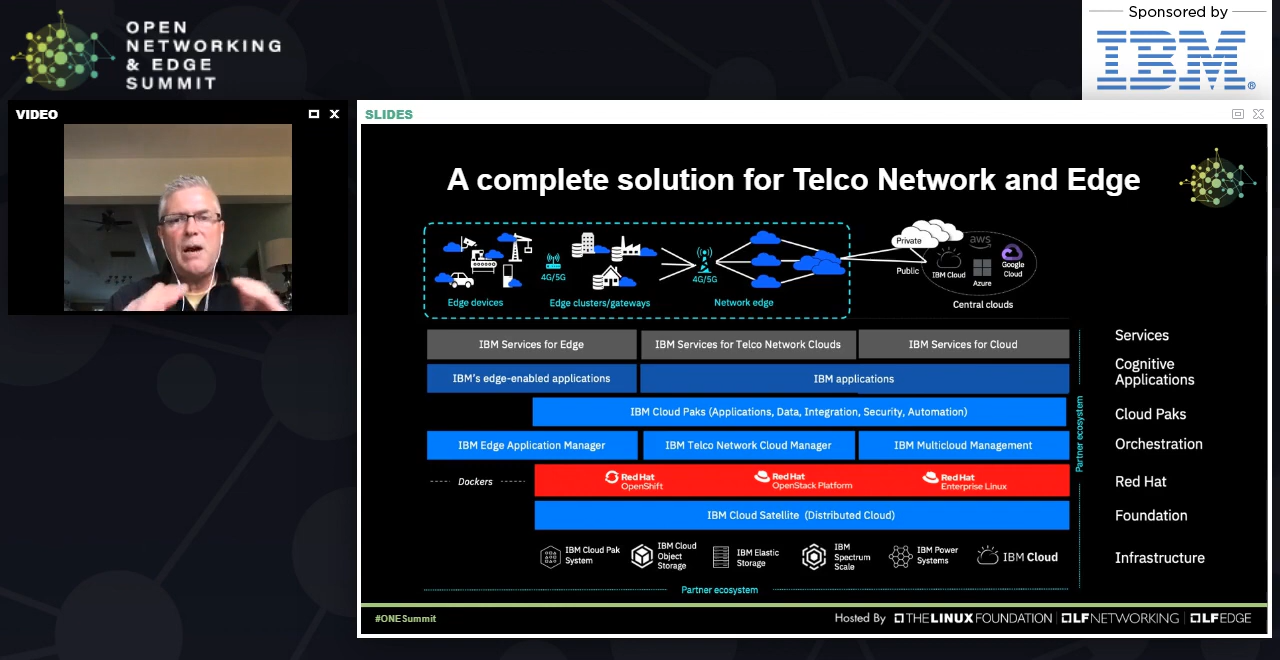 OPEN
NETWORKING
& EDGE
SUMMIT
Sponsored by
IBM®
VIDEO
SLIDES
A complete solution for Telco Network and Edge
Edge devices
4G/5G
Edge clusters/gateways
4G/5G
Network edge
Private
Public
aws
IBM Cloud
Azure
Google
Cloud
Central clouds
IBM Services for Edge
IBM Services for Telco Network Clouds
IBM Services for Cloud
Services
IBM's edge-enabled applications
IBM applications
Cognitive
Applications
IBM Cloud Paks (Applications, Data, Integration, Security, Automation)
Cloud Paks
IBM Edge Application Manager
IBM Telco Network Cloud Manager
IBM Multicloud Management
Orchestration
Dockers
Red Hat
OpenShift
Red Hat
OpenStack Platform
Red Hat
Enterprise Linux
Red Hat
IBM Cloud Satellite (Distributed Cloud)
Foundation
IBM Cloud Pak
System
IBM Cloud
Object
Storage
IBM Elastic
Storage
IBM
Spectrum
Scale
IBM Power
Systems
IBM Cloud
Infrastructure
Partner ecosystem
Partner ecosystem
#ONESummit
Hosted By
THE LINUX FOUNDATION
LF NETWORKING
LF EDGE